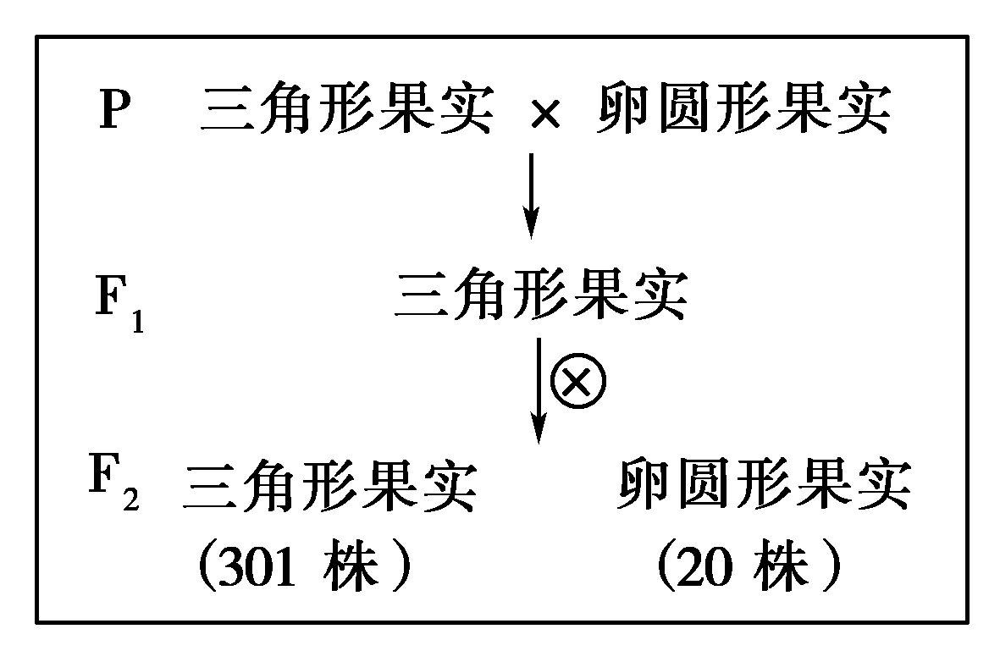 P 三角形果实 × 卵圆形果实
F₁ 三角形果实
⊗
F₂ 三角形果实 卵圆形果实
(301 株) (20 株)